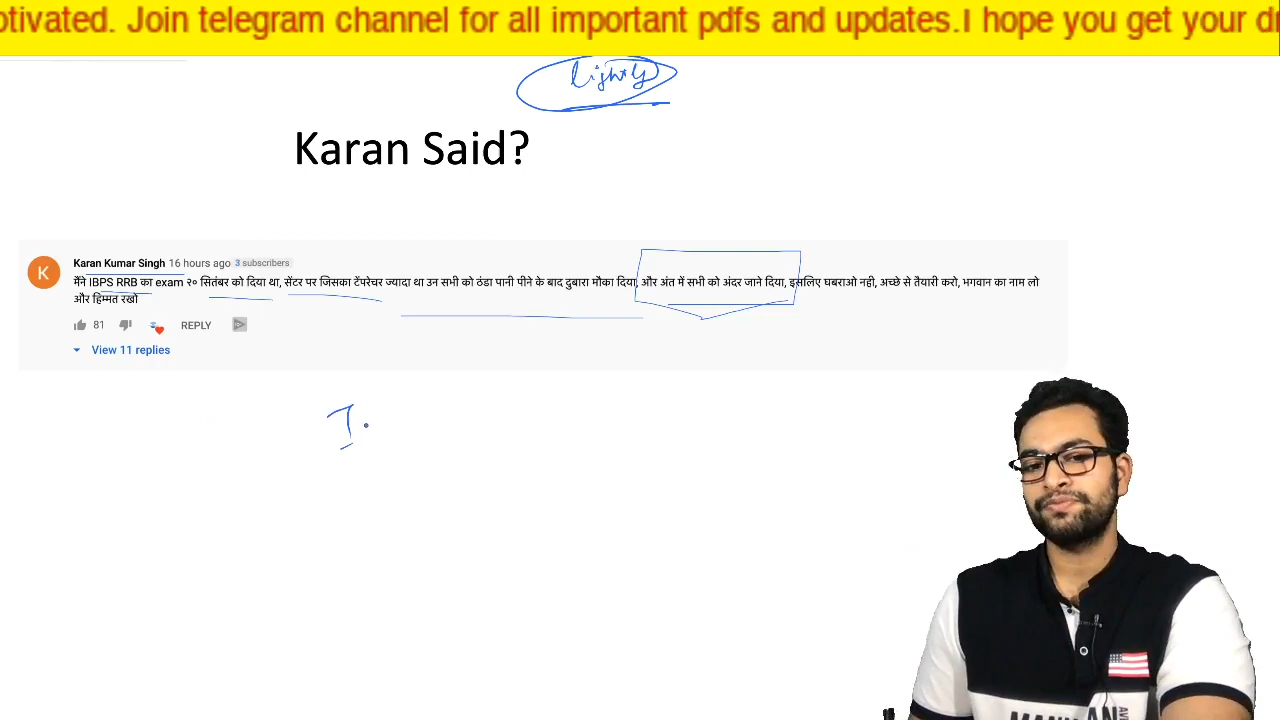 otivated. Join telegram channel for all important pdfs and updates.I hope you get your d
lightly
Karan Said?
K
Karan Kumar Singh 16 hours ago 3 subscribers
मैंने IBPS RRB का exam २० सितंबर को दिया था, सेंटर पर जिसका टेंपरेचर ज्यादा था उन सभी को ठंडा पानी पीने के बाद दुबारा मौका दिया, और अंत में सभी को अंदर जाने दिया, इसलिए घबराओ नही, अच्छे से तैयारी करो, भगवान का नाम लो
और हिम्मत रखो
81 REPLY
View 11 replies
I